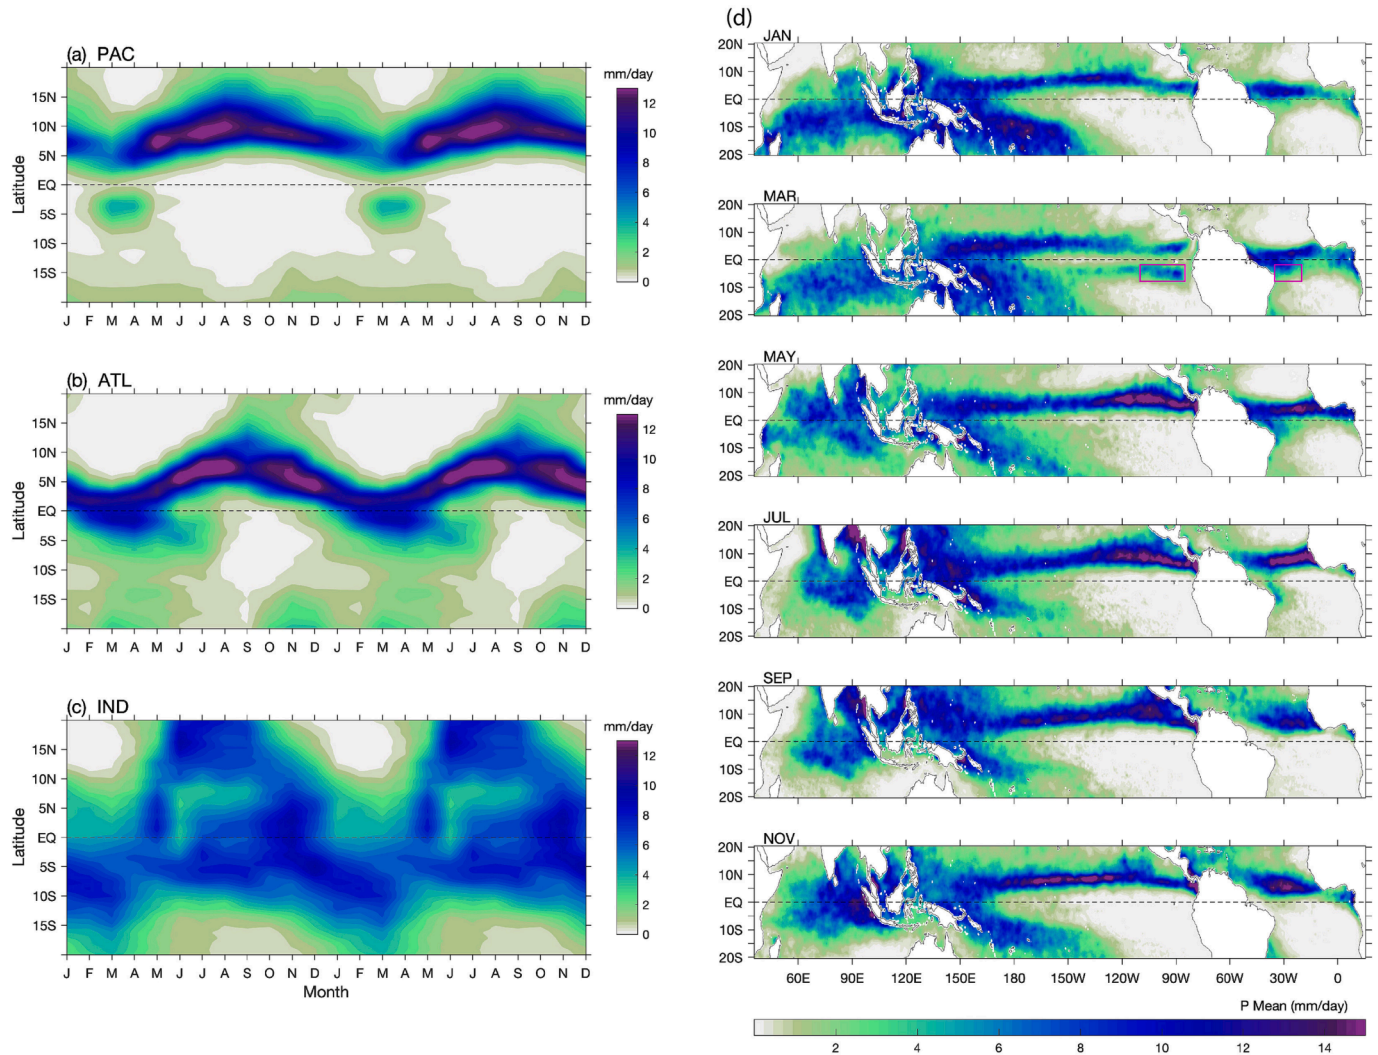 (a) PAC
mm/day
15N
10N
5N
EQ
5S
10S
15S
Latitude
12
10
8
6
4
2
0
J F M A M J J A S O N D J F M A M J J A S O N D
(b) ATL
mm/day
15N
10N
5N
EQ
5S
10S
15S
Latitude
12
10
8
6
4
2
0
J F M A M J J A S O N D J F M A M J J A S O N D
(c) IND
mm/day
15N
10N
5N
EQ
5S
10S
15S
Latitude
12
10
8
6
4
2
0
J F M A M J J A S O N D J F M A M J J A S O N D
Month
(d)
JAN
20N
10N
EQ
10S
20S
MAR
20N
10N
EQ
10S
20S
MAY
20N
10N
EQ
10S
20S
JUL
20N
10N
EQ
10S
20S
SEP
20N
10N
EQ
10S
20S
NOV
20N
10N
EQ
10S
20S
60E 90E 120E 150E 180 150W 120W 90W 60W 30W 0
P Mean (mm/day)
2 4 6 8 10 12 14